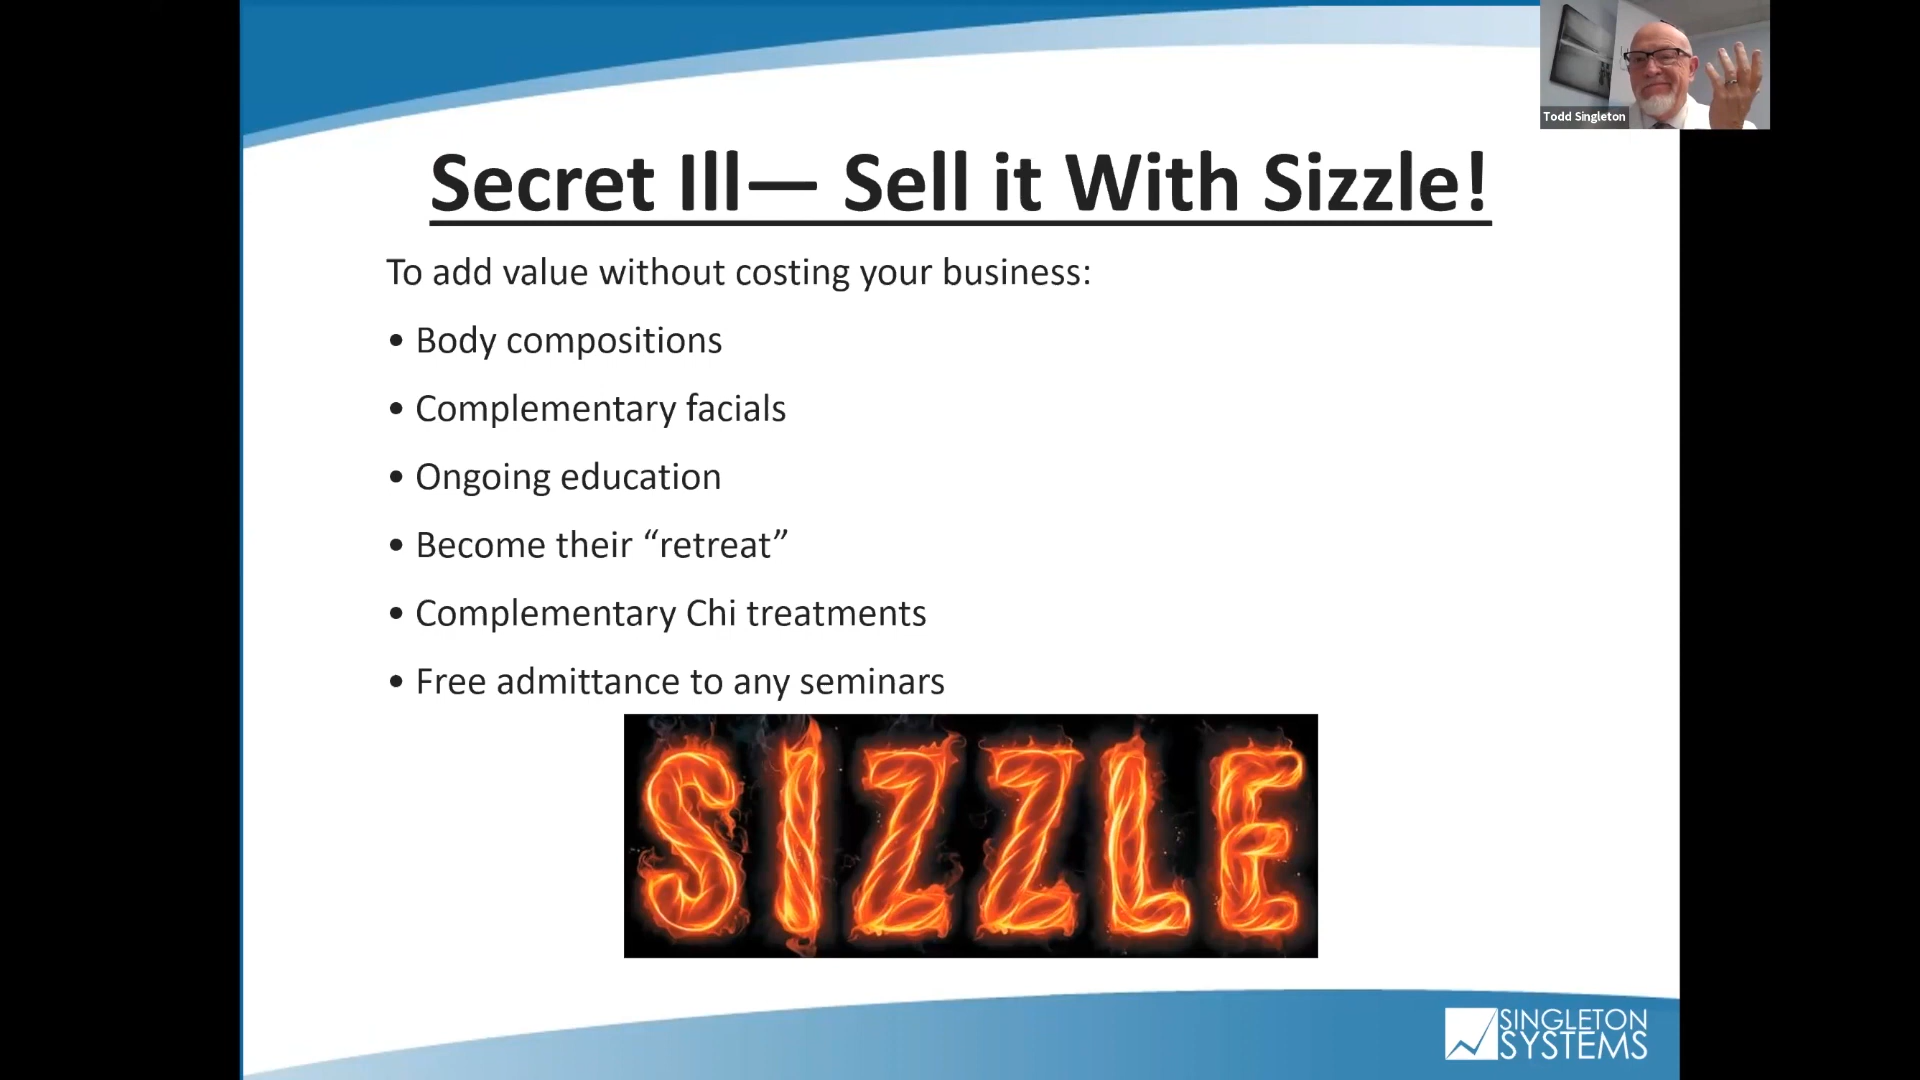 Todd Singleton
Secret Ill— Sell it With Sizzle!
To add value without costing your business:
• Body compositions
• Complementary facials
• Ongoing education
• Become their “retreat”
• Complementary Chi treatments
• Free admittance to any seminars
SIZZLE
SINGLETON
SYSTEMS